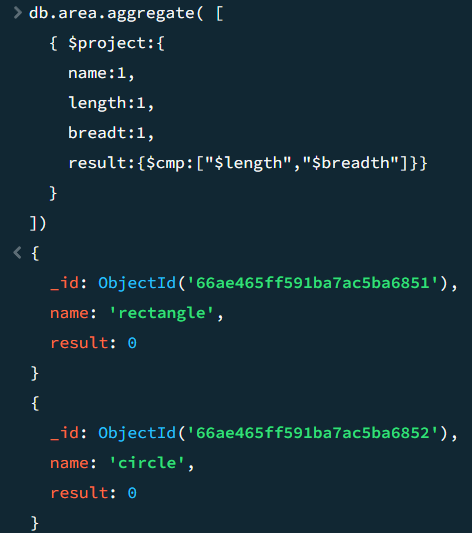 db.area.aggregate( [
{ $project:{
name:1,
length:1,
breadt:1,
result:{$cmp:["$length","$breadth"]}}
}
])
{
_id: ObjectId('66ae465ff591ba7ac5ba6851'),
name: 'rectangle',
result: 0
}
{
_id: ObjectId('66ae465ff591ba7ac5ba6852'),
name: 'circle',
result: 0
}